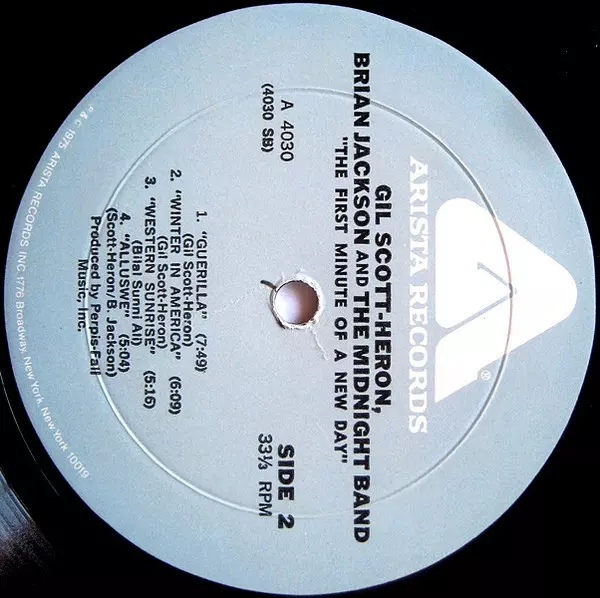 ARISTA RECORDS
®
GIL SCOTT-HERON,
BRIAN JACKSON AND THE MIDNIGHT BAND
"THE FIRST MINUTE OF A NEW DAY"
A 4030
(4030 SB)
SIDE 2
33⅓ RPM
1. "GUERILLA" (7:49)
(Gil Scott-Heron)
2. "WINTER IN AMERICA" (6:09)
(Gil Scott-Heron)
3. "WESTERN SUNRISE" (5:16)
(Bilal Sunni Ali)
4. "ALLUSWE" (5:04)
(Scott-Heron/B. Jackson)
Produced by Perpis-Fall
Music, Inc.
P & C 1975 ARISTA RECORDS INC. 1776 Broadway, New York, New York 10019